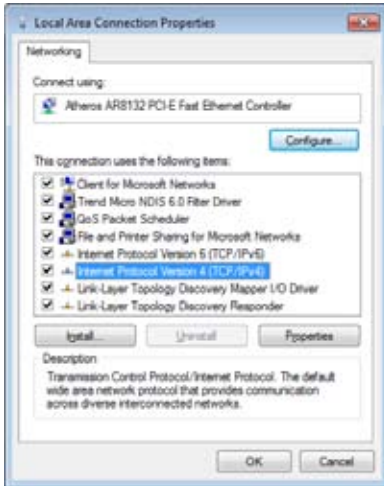 Local Area Connection Properties
Networking
Connect using:
Atheros AR8132 PCI-E Fast Ethernet Controller
Configure...
This connection uses the following items:
Client for Microsoft Networks
Trend Micro NDIS 6.0 Filter Driver
QoS Packet Scheduler
File and Printer Sharing for Microsoft Networks
Internet Protocol Version 6 (TCP/IPv6)
Internet Protocol Version 4 (TCP/IPv4)
Link-Layer Topology Discovery Mapper I/O Driver
Link-Layer Topology Discovery Responder
Install... Uninstall Properties
Description
Transmission Control Protocol/Internet Protocol. The default
wide area network protocol that provides communication
across diverse interconnected networks.
OK Cancel